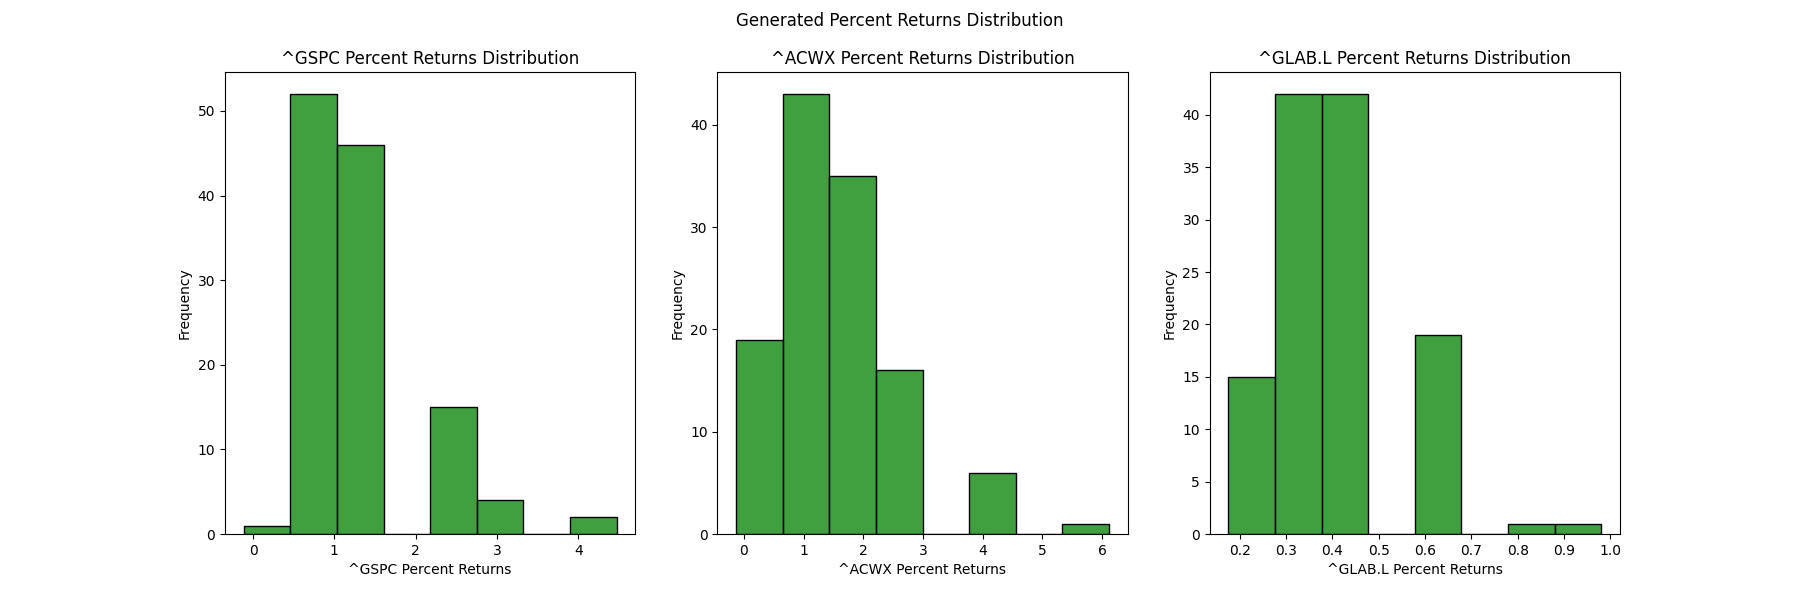 Generated Percent Returns Distribution
^GSPC Percent Returns Distribution
50
40
30
20
10
0
Frequency
0 1 2 3 4
^GSPC Percent Returns
^ACWX Percent Returns Distribution
40
30
20
10
0
Frequency
0 1 2 3 4 5 6
^ACWX Percent Returns
^GLAB.L Percent Returns Distribution
40
35
30
25
20
15
10
5
0
Frequency
0.2 0.3 0.4 0.5 0.6 0.7 0.8 0.9 1.0
^GLAB.L Percent Returns